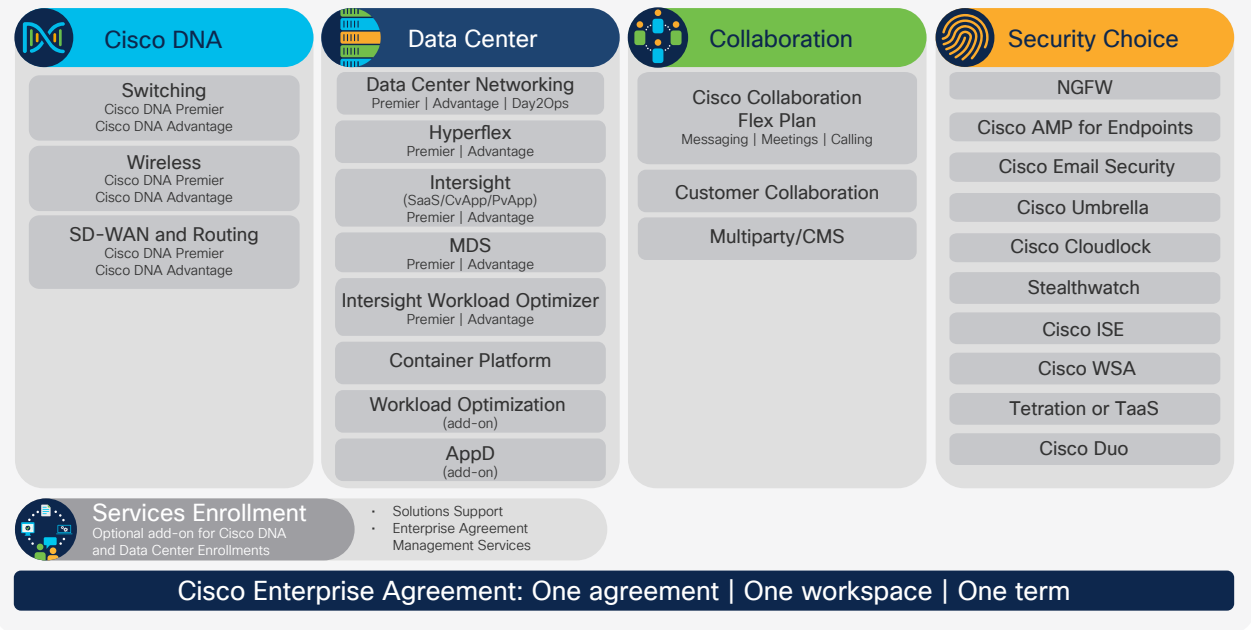 Cisco DNA
Switching
Cisco DNA Premier
Cisco DNA Advantage
Wireless
Cisco DNA Premier
Cisco DNA Advantage
SD-WAN and Routing
Cisco DNA Premier
Cisco DNA Advantage
Data Center
Data Center Networking
Premier | Advantage | Day2Ops
Hyperflex
Premier | Advantage
Intersight
(SaaS/CvApp/PvApp)
Premier | Advantage
MDS
Premier | Advantage
Intersight Workload Optimizer
Premier | Advantage
Container Platform
Workload Optimization
(add-on)
AppD
(add-on)
Collaboration
Cisco Collaboration
Flex Plan
Messaging | Meetings | Calling
Customer Collaboration
Multiparty/CMS
Security Choice
NGFW
Cisco AMP for Endpoints
Cisco Email Security
Cisco Umbrella
Cisco Cloudlock
Stealthwatch
Cisco ISE
Cisco WSA
Tetration or TaaS
Cisco Duo
Services Enrollment
Optional add-on for Cisco DNA
and Data Center Enrollments
• Solutions Support
• Enterprise Agreement
Management Services
Cisco Enterprise Agreement: One agreement | One workspace | One term